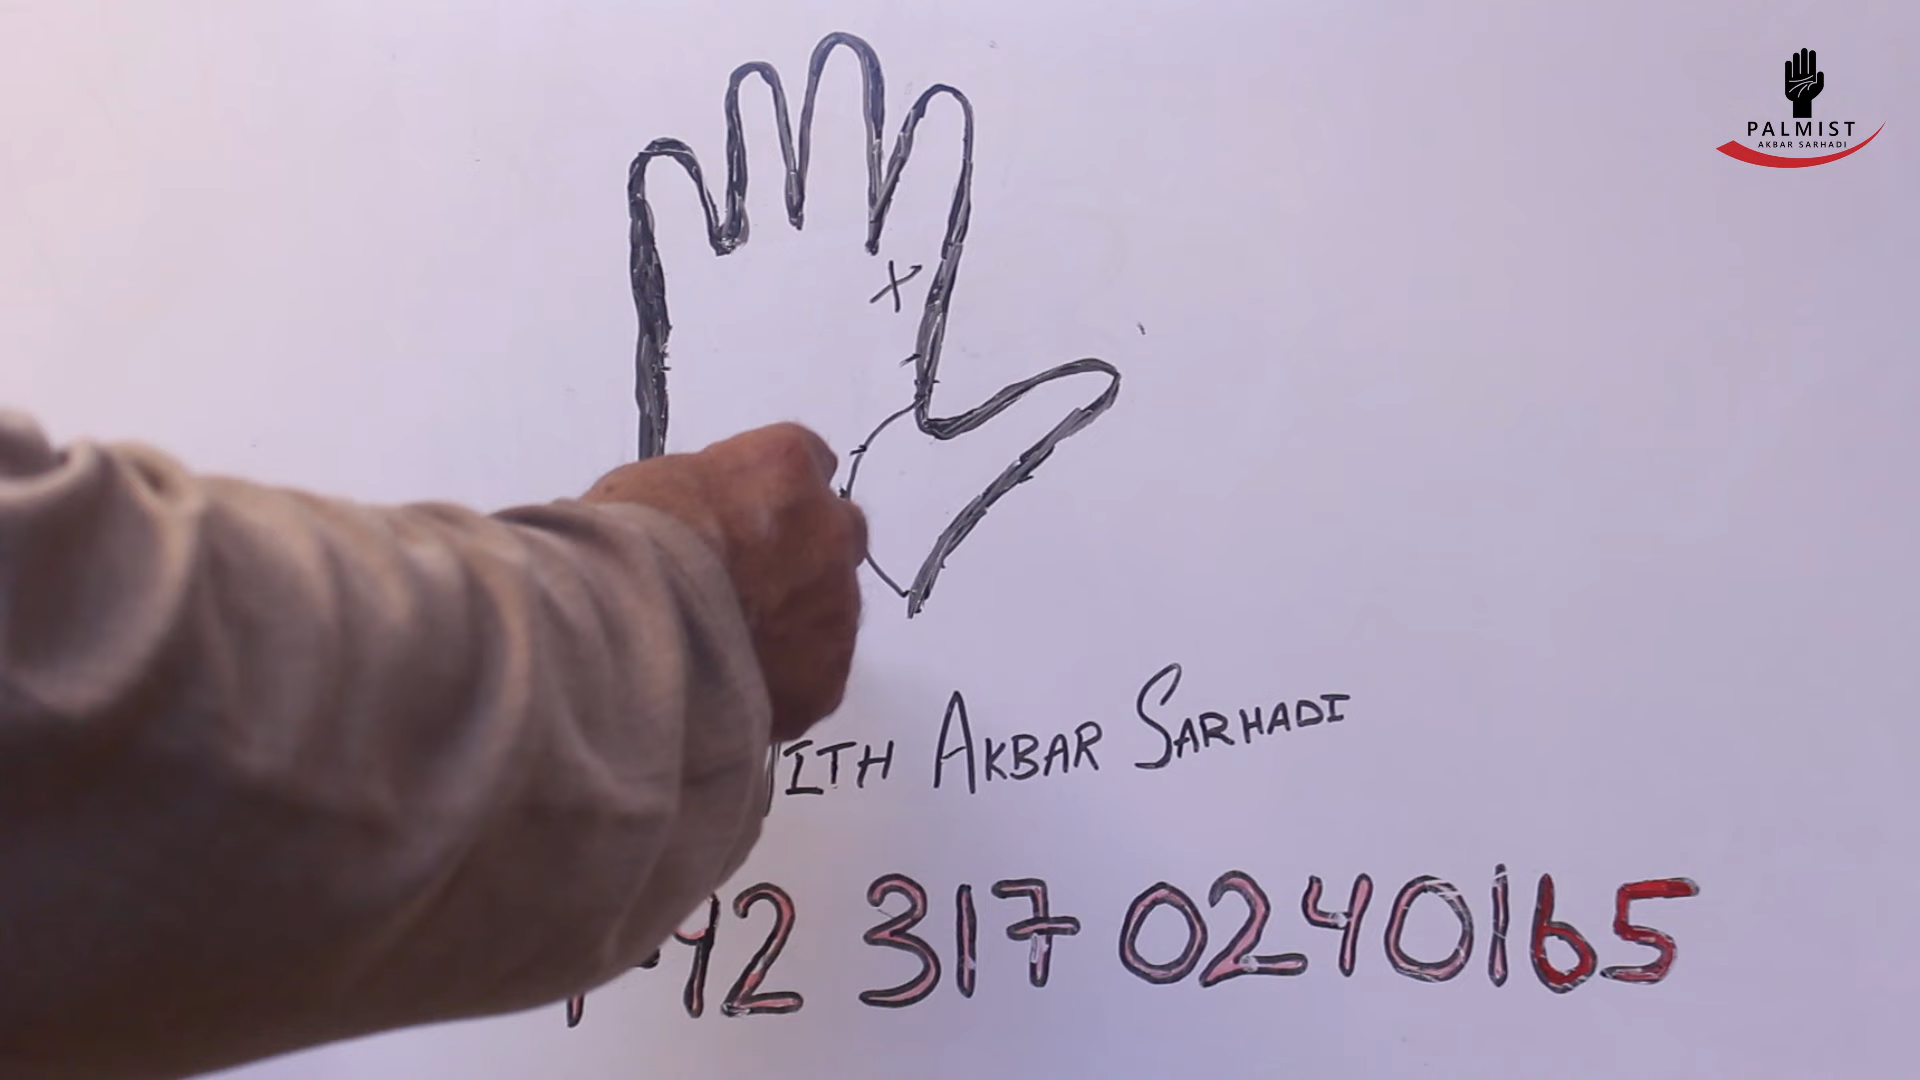 PALMIST
AKBAR SARHADI
X
ITH AKBAR SARHADI
92 317 0240165